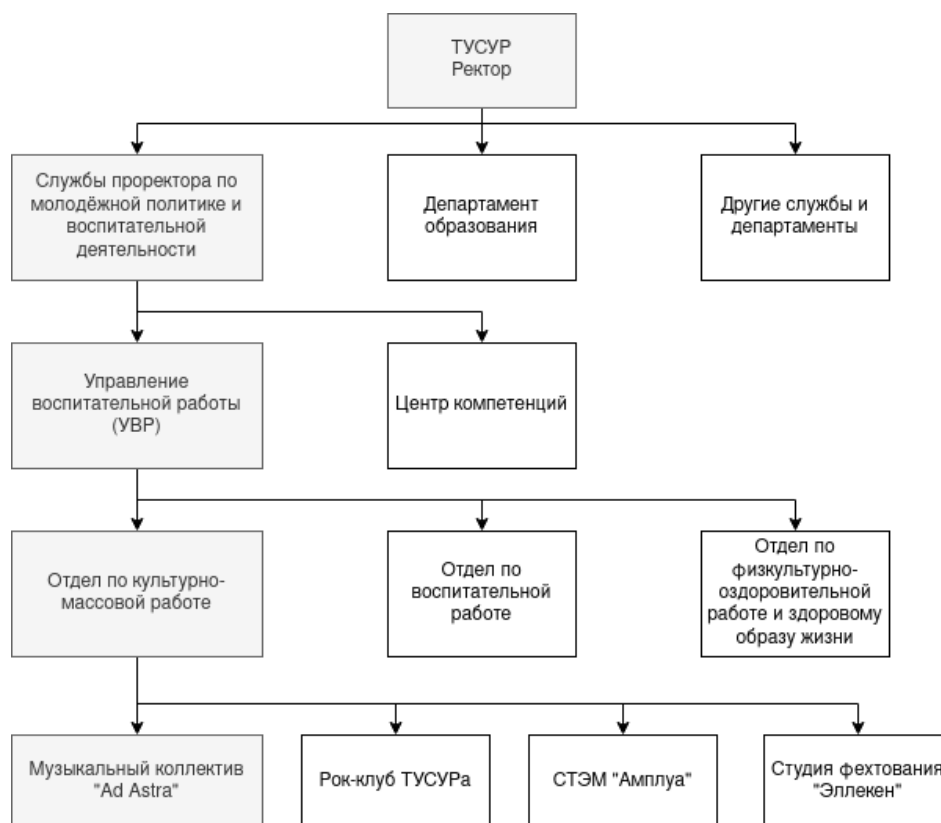 ТУСУР
Ректор
Службы проректора по
молодёжной политике и
воспитательной
деятельности
Департамент
образования
Другие службы и
департаменты
Управление
воспитательной работы
(УВР)
Центр компетенций
Отдел по культурно-
массовой работе
Отдел по
воспитательной
работе
Отдел по
физкультурно-
оздоровительной
работе и здоровому
образу жизни
Музыкальный коллектив
"Ad Astra"
Рок-клуб ТУСУРа
СТЭМ "Амплуа"
Студия фехтования
"Эллекен"